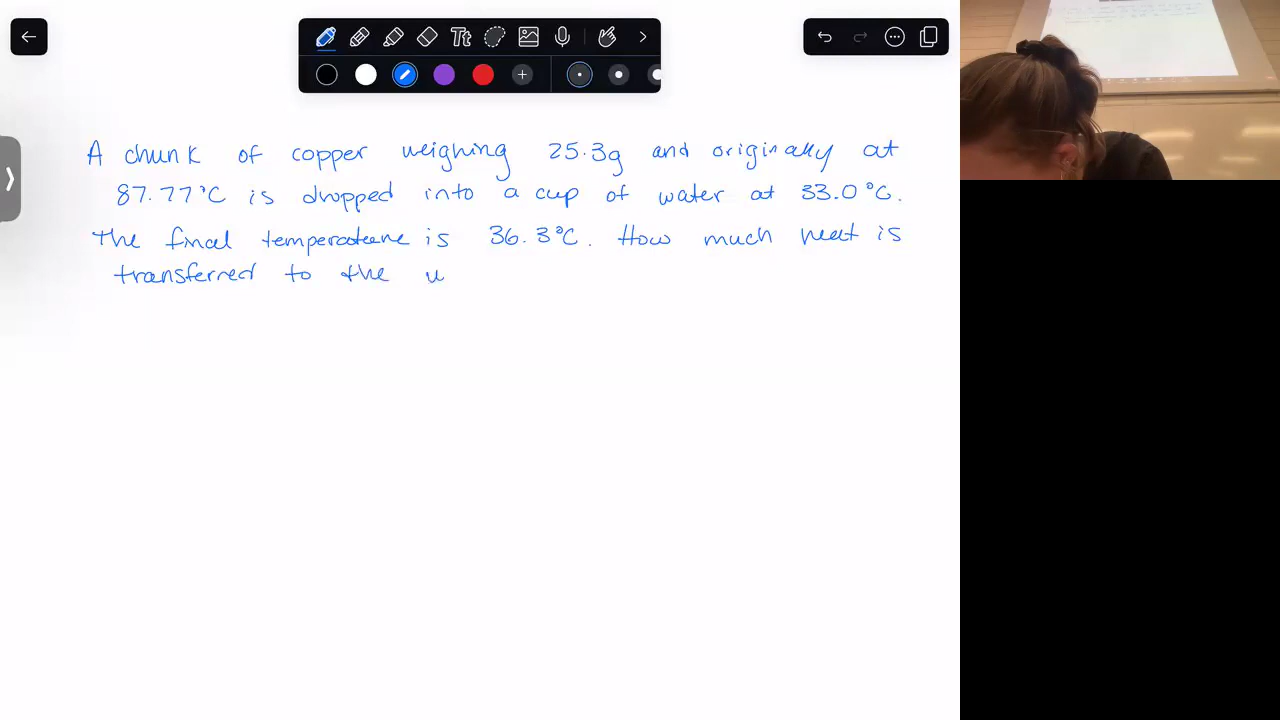 A chunk of copper weighing 25.3g and originally at
87.77°C is dropped into a cup of water at 33.0°C.
The final temperature is 36.3°C. How much heat is
transferred to the w